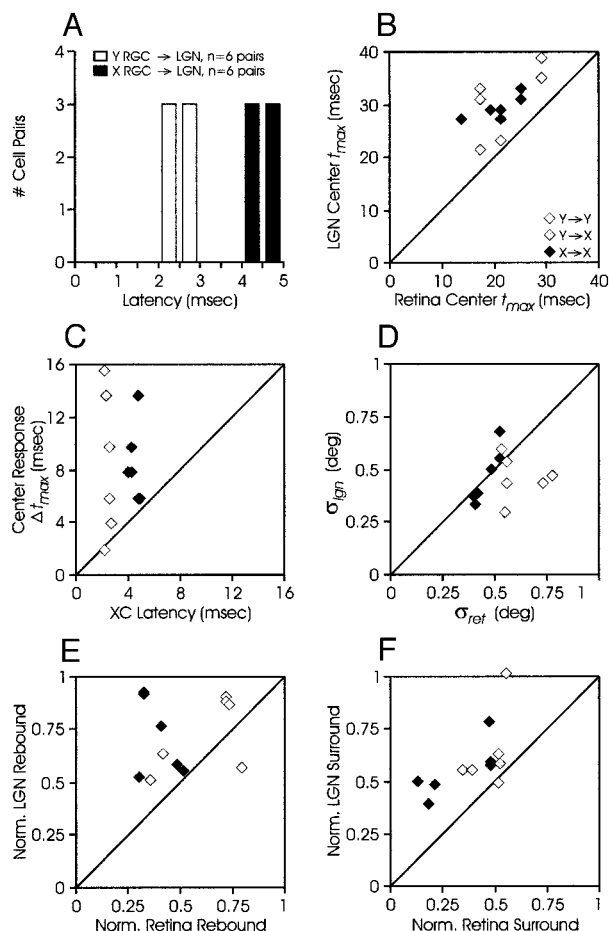 A
Y RGC → LGN, n=6 pairs
X RGC → LGN, n=6 pairs
# Cell Pairs
4
3
2
1
0
0 1 2 3 4 5
Latency (msec)
B
LGN Center tmax (msec)
40
30
20
10
0
0 10 20 30 40
Retina Center tmax (msec)
Y→Y
Y→X
X→X
C
Center Response
Δtmax (msec)
16
12
8
4
0
0 4 8 12 16
XC Latency (msec)
D
σlgn (deg)
1
0.75
0.5
0.25
0
0 0.25 0.5 0.75 1
σret (deg)
E
Norm. LGN Rebound
1
0.75
0.5
0.25
0
0 0.25 0.5 0.75 1
Norm. Retina Rebound
F
Norm. LGN Surround
1
0.75
0.5
0.25
0
0 0.25 0.5 0.75 1
Norm. Retina Surround